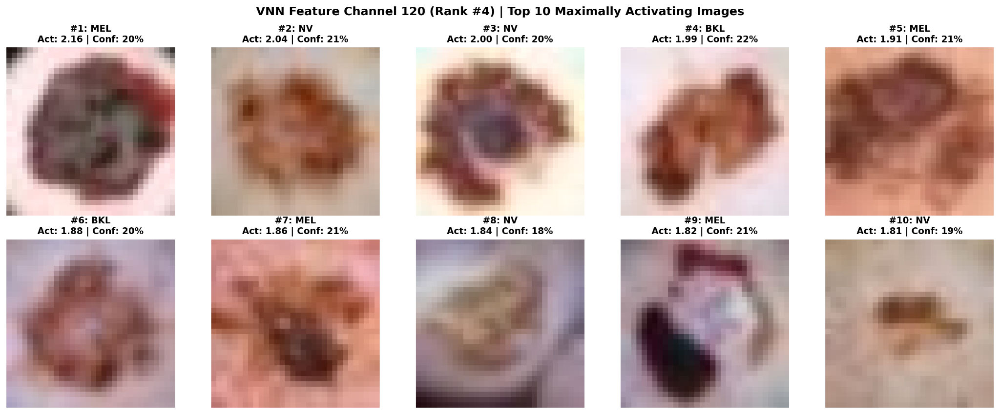 VNN Feature Channel 120 (Rank #4) | Top 10 Maximally Activating Images
#1: MEL
Act: 2.16 | Conf: 20%
#2: NV
Act: 2.04 | Conf: 21%
#3: NV
Act: 2.00 | Conf: 20%
#4: BKL
Act: 1.99 | Conf: 22%
#5: MEL
Act: 1.91 | Conf: 21%
#6: BKL
Act: 1.88 | Conf: 20%
#7: MEL
Act: 1.86 | Conf: 21%
#8: NV
Act: 1.84 | Conf: 18%
#9: MEL
Act: 1.82 | Conf: 21%
#10: NV
Act: 1.81 | Conf: 19%